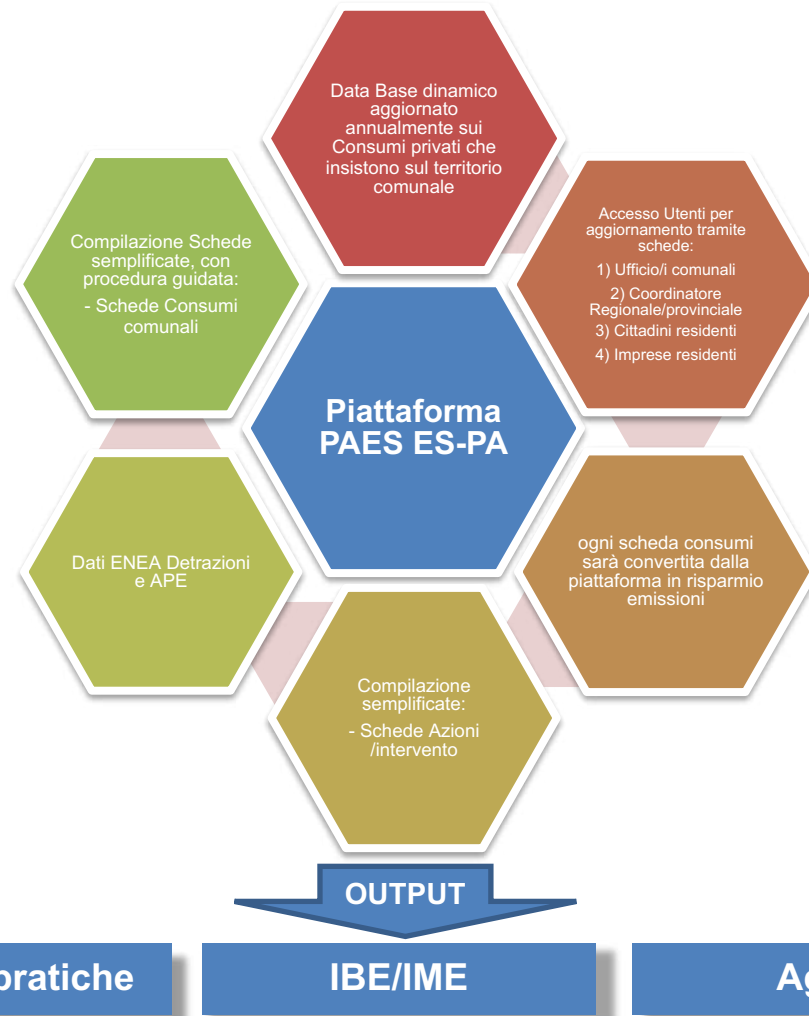 Data Base dinamico
aggiornato
annualmente sui
Consumi privati che
insistono sul territorio
comunale
Accesso Utenti per
aggiornamento tramite
schede:
1) Ufficio/i comunali
2) Coordinatore
Regionale/provinciale
3) Cittadini residenti
4) Imprese residenti
Compilazione Schede
semplificate, con
procedura guidata:
- Schede Consumi
comunali
Piattaforma
PAES ES-PA
ogni scheda consumi
sarà convertita dalla
piattaforma in risparmio
emissioni
Dati ENEA Detrazioni
e APE
Compilazione
semplificate:
- Schede Azioni
/intervento
OUTPUT
pratiche
IBE/IME